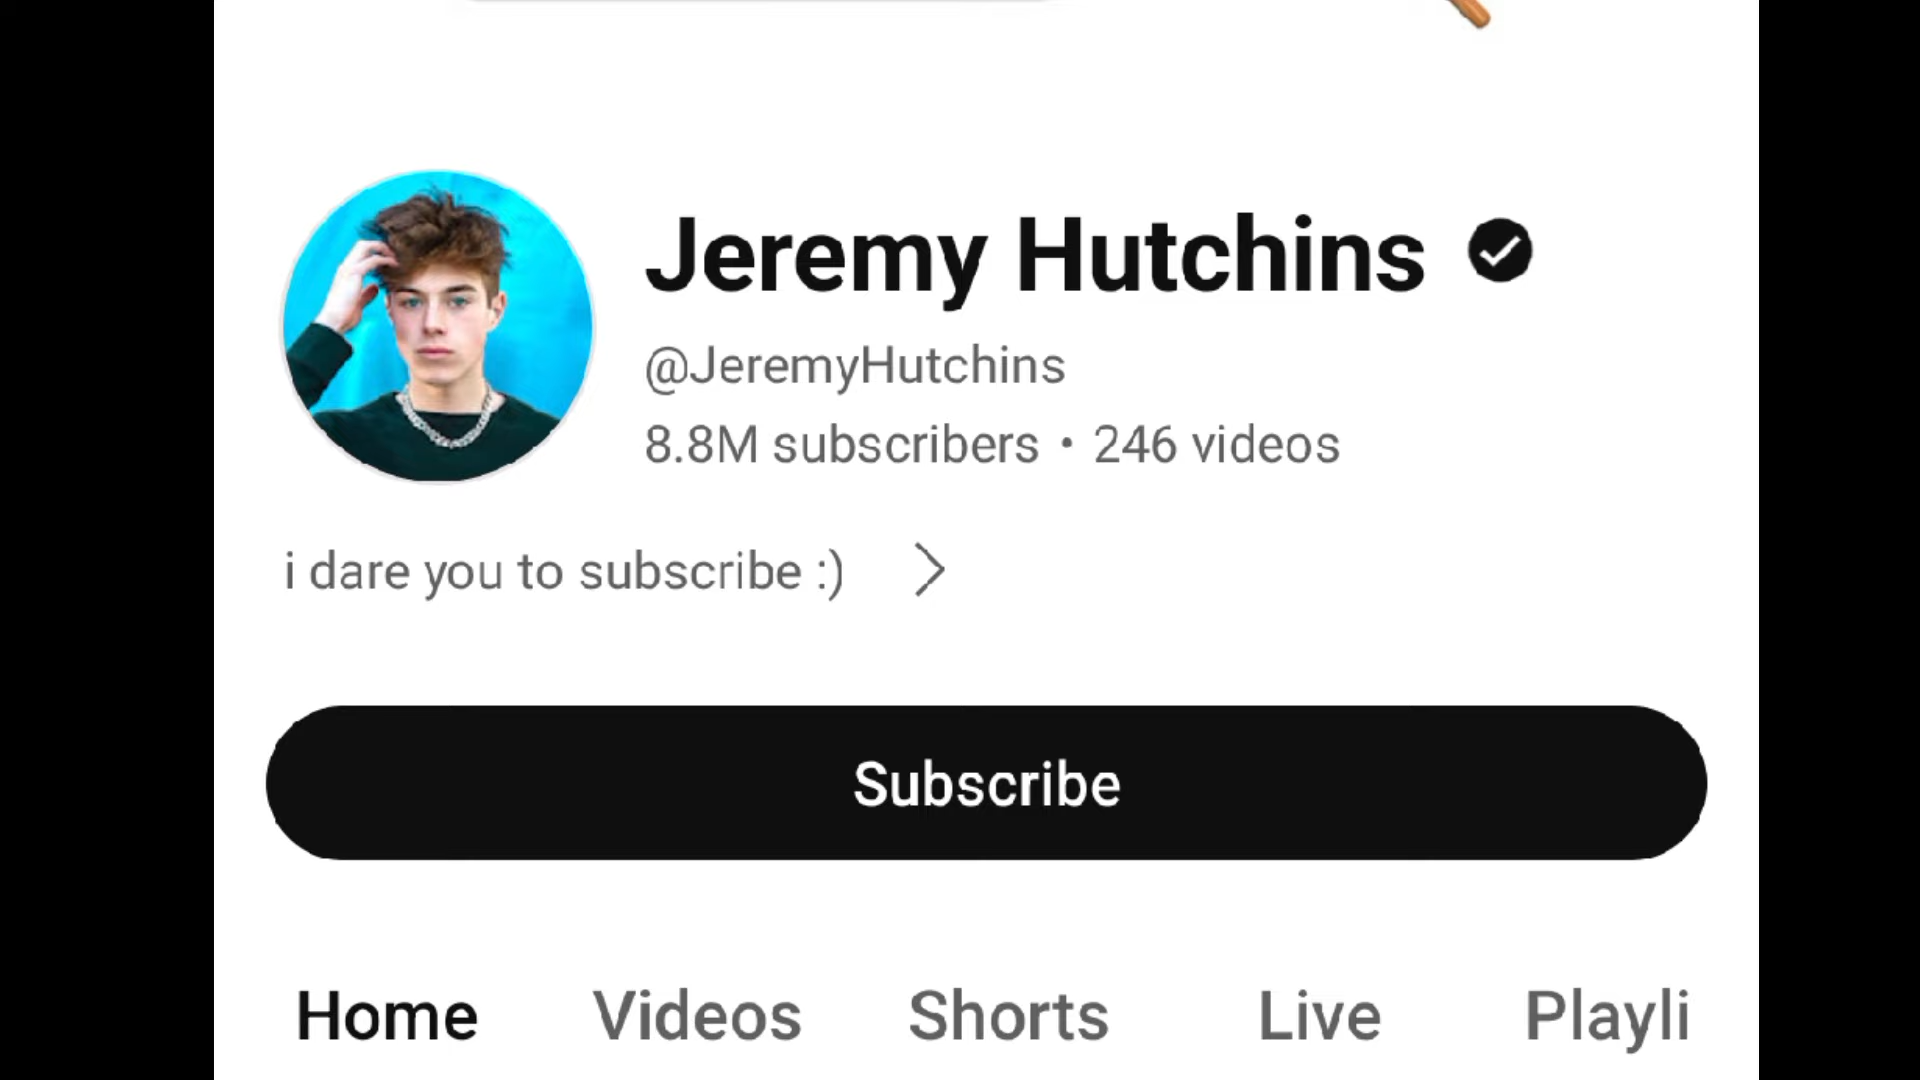 Jeremy Hutchins
@JeremyHutchins
8.8M subscribers • 246 videos
i dare you to subscribe :)
Subscribe
Home Videos Shorts Live Playli